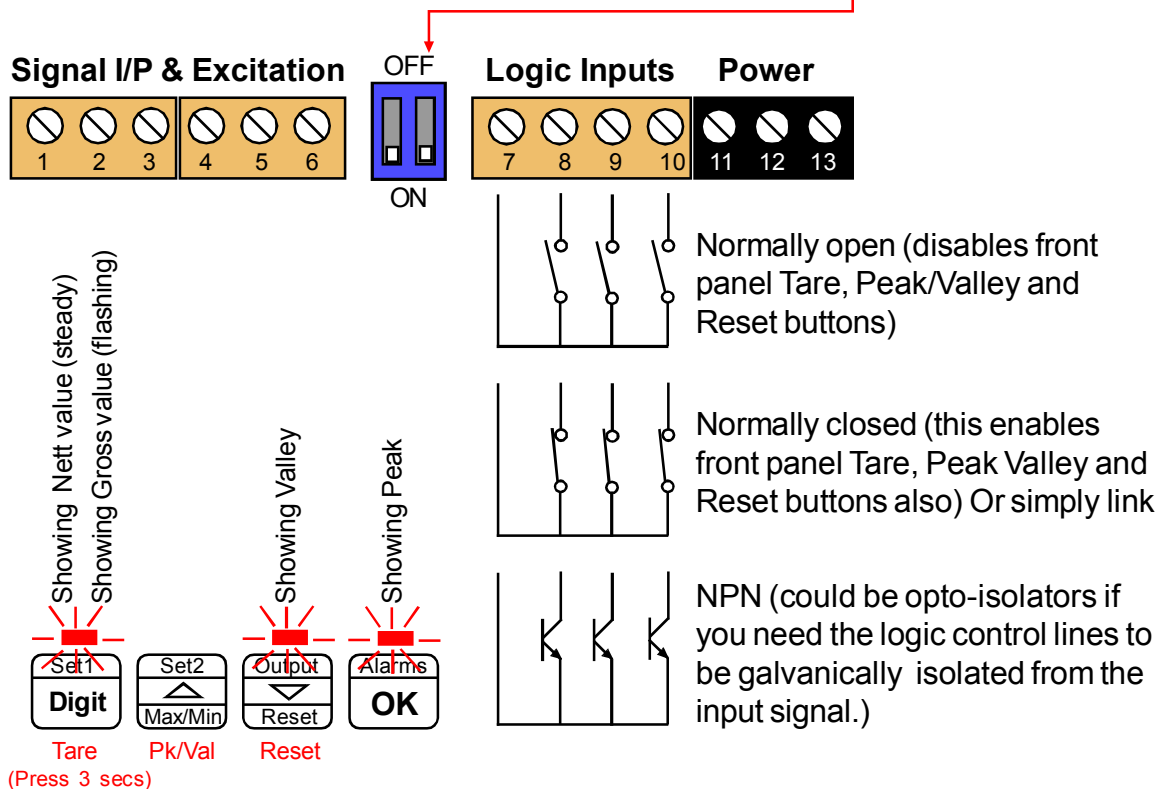 OFF
Signal I/P & Excitation
Logic Inputs
Power
1 2 3 4 5 6
7 8 9 10 11 12 13
ON
Normally open (disables front
panel Tare, Peak/Valley and
Reset buttons)
Normally closed (this enables
front panel Tare, Peak Valley and
Reset buttons also) Or simply link
NPN (could be opto-isolators if
you need the logic control lines to
be galvanically isolated from the
input signal.)
Showing Nett value (steady)
Showing Gross value (flashing)
Showing Valley
Showing Peak
Set1
Digit
Set2
Max/Min
Output
Reset
Alarms
OK
Tare
(Press 3 secs)
Pk/Val
Reset